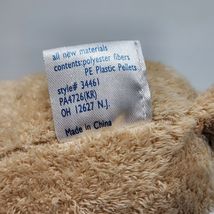 all new materials
contents:polyester fibers
PE Plastic Pellets
style# 34461
PA4726(KR)
OH 12627 N.J.
Made in China